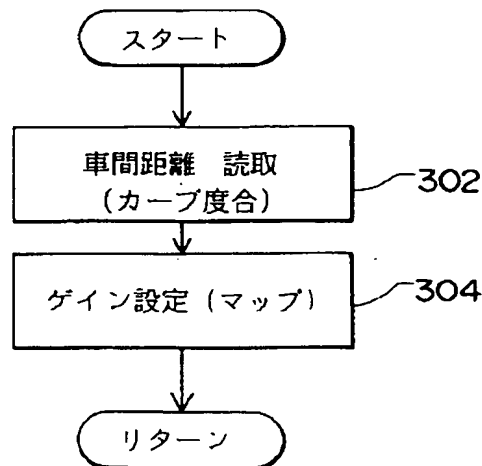 スタート
車間距離 読取
(カーブ度合)
302
ゲイン設定(マップ)
304
リターン